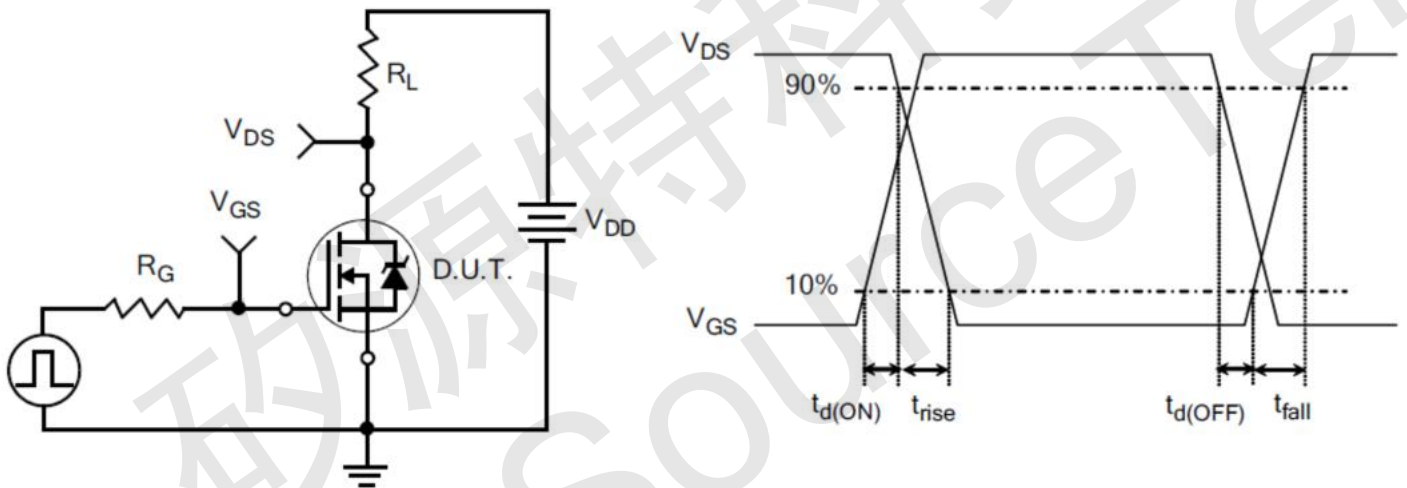 R_L
V_DS
V_GS
R_G
V_DD
D.U.T.
V_DS
90%
10%
V_GS
t_d(ON)
t_rise
t_d(OFF)
t_fall
矽源特科
Source Te